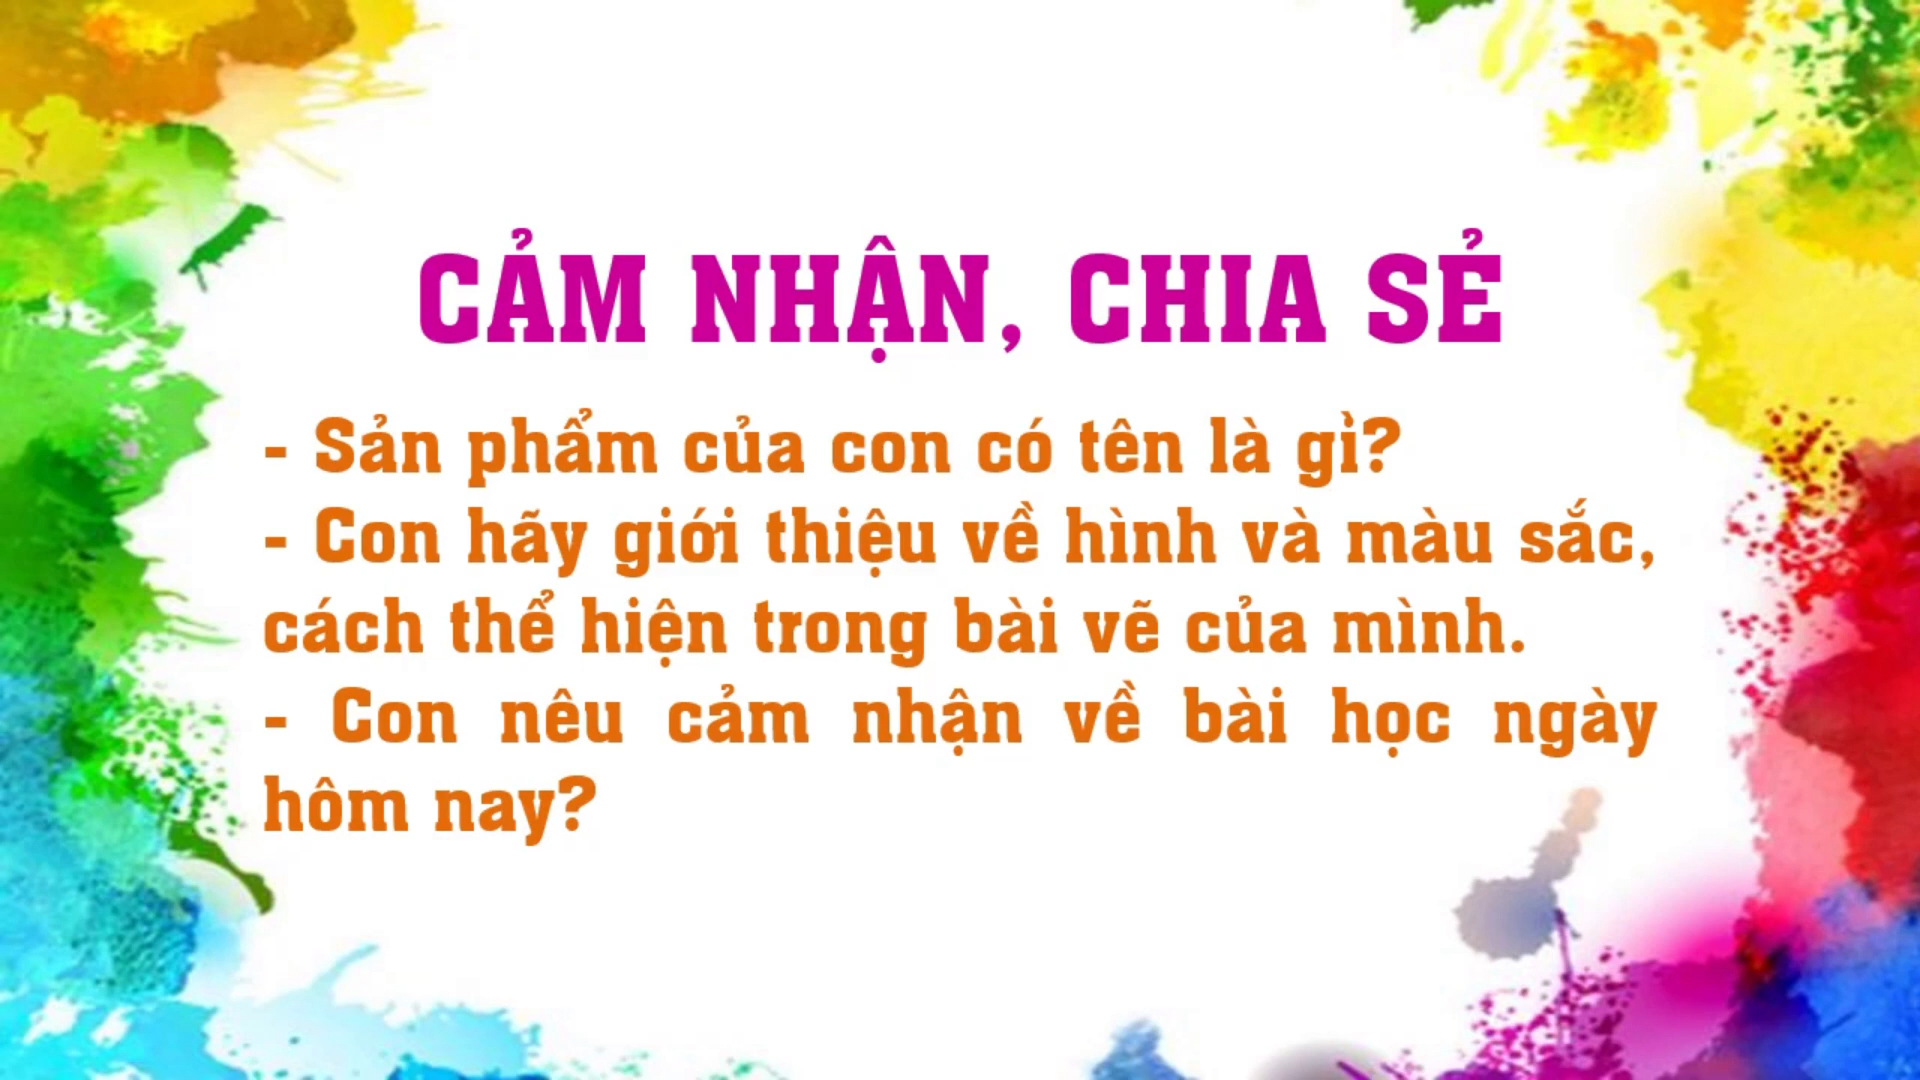 CẢM NHẬN, CHIA SẺ
- Sản phẩm của con có tên là gì?
- Con hãy giới thiệu về hình và màu sắc,
cách thể hiện trong bài vẽ của mình.
- Con nêu cảm nhận về bài học ngày
hôm nay?